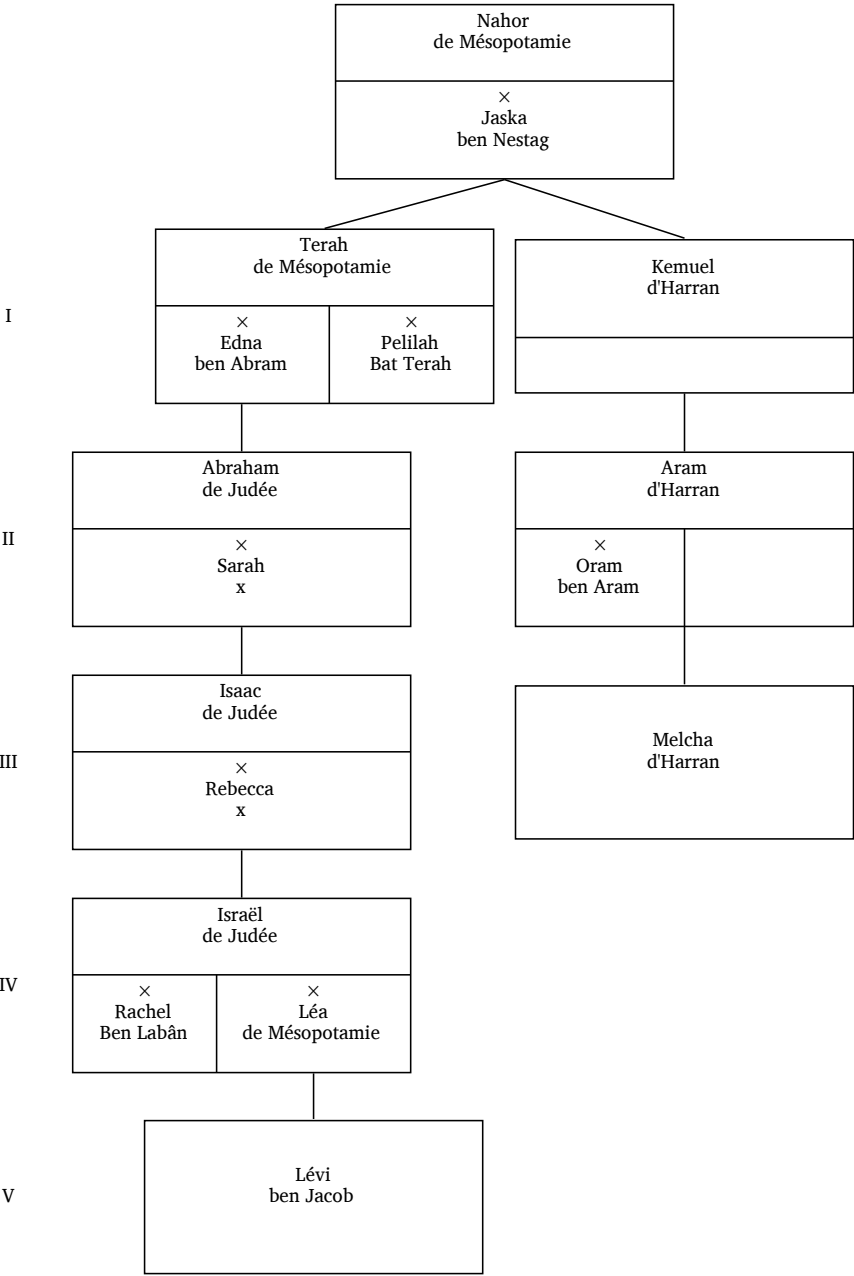 Nahor
de Mésopotamie
×
Jaska
ben Nestag
I
Terah
de Mésopotamie
×
Edna
ben Abram
×
Pelilah
Bat Terah
Kemuel
d'Harran
II
Abraham
de Judée
×
Sarah
x
Aram
d'Harran
×
Oram
ben Aram
III
Isaac
de Judée
×
Rebecca
x
Melcha
d'Harran
IV
Israël
de Judée
×
Rachel
Ben Labân
×
Léa
de Mésopotamie
V
Lévi
ben Jacob